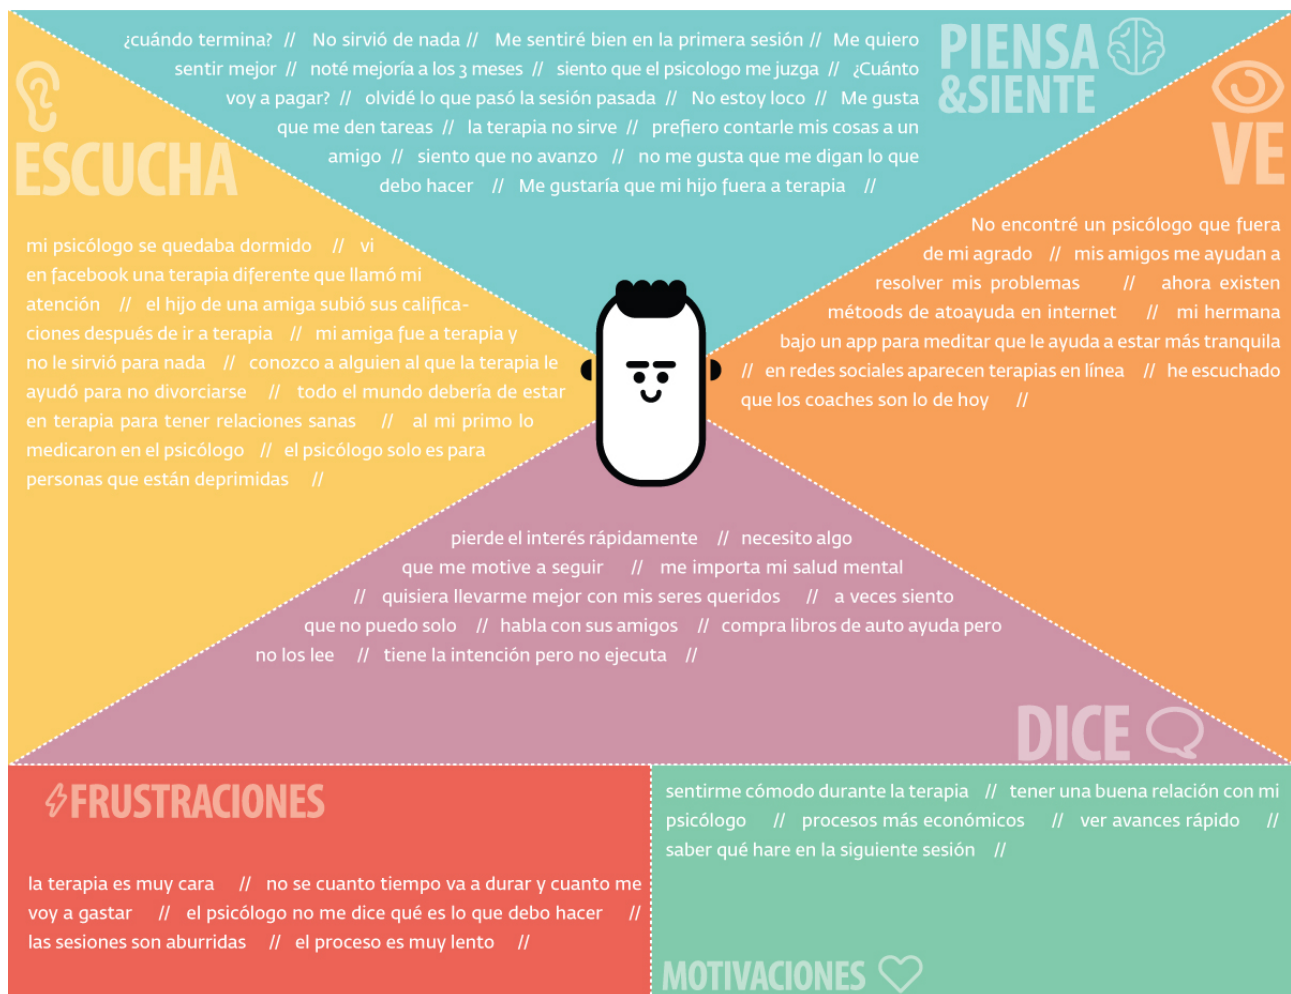 PIENSA
&SIENTE
¿cuándo termina? // No sirvió de nada // Me sentiré bien en la primera sesión // Me quiero
sentir mejor // noté mejoría a los 3 meses // siento que el psicologo me juzga // ¿Cuánto
voy a pagar? // olvidé lo que pasó la sesión pasada // No estoy loco // Me gusta
que me den tareas // la terapia no sirve // prefiero contarle mis cosas a un
amigo // siento que no avanzo // no me gusta que me digan lo que
debo hacer // Me gustaría que mi hijo fuera a terapia //
ESCUCHA
mi psicólogo se quedaba dormido // vi
en facebook una terapia diferente que llamó mi
atención // el hijo de una amiga subió sus califica-
ciones después de ir a terapia // mi amiga fue a terapia y
no le sirvió para nada // conozco a alguien al que la terapia le
ayudó para no divorciarse // todo el mundo debería de estar
en terapia para tener relaciones sanas // al mi primo lo
medicaron en el psicólogo // el psicólogo solo es para
personas que están deprimidas //
VE
No encontré un psicólogo que fuera
de mi agrado // mis amigos me ayudan a
resolver mis problemas // ahora existen
métoods de atoayuda en internet // mi hermana
bajo un app para meditar que le ayuda a estar más tranquila
// en redes sociales aparecen terapias en línea // he escuchado
que los coaches son lo de hoy //
pierde el interés rápidamente // necesito algo
que me motive a seguir // me importa mi salud mental
// quisiera llevarme mejor con mis seres queridos // a veces siento
que no puedo solo // habla con sus amigos // compra libros de auto ayuda pero
no los lee // tiene la intención pero no ejecuta //
DICE
FRUSTRACIONES
la terapia es muy cara // no se cuanto tiempo va a durar y cuanto me
voy a gastar // el psicólogo no me dice qué es lo que debo hacer //
las sesiones son aburridas // el proceso es muy lento //
sentirme cómodo durante la terapia // tener una buena relación con mi
psicólogo // procesos más económicos // ver avances rápido //
saber qué hare en la siguiente sesión //
MOTIVACIONES